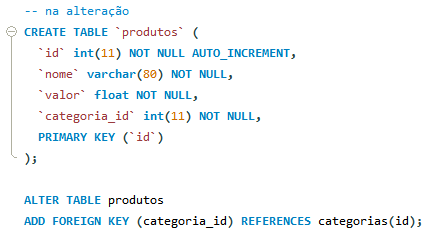 -- na alteração
CREATE TABLE `produtos` (
`id` int(11) NOT NULL AUTO_INCREMENT,
`nome` varchar(80) NOT NULL,
`valor` float NOT NULL,
`categoria_id` int(11) NOT NULL,
PRIMARY KEY (`id`)
);
ALTER TABLE produtos
ADD FOREIGN KEY (categoria_id) REFERENCES categorias(id);